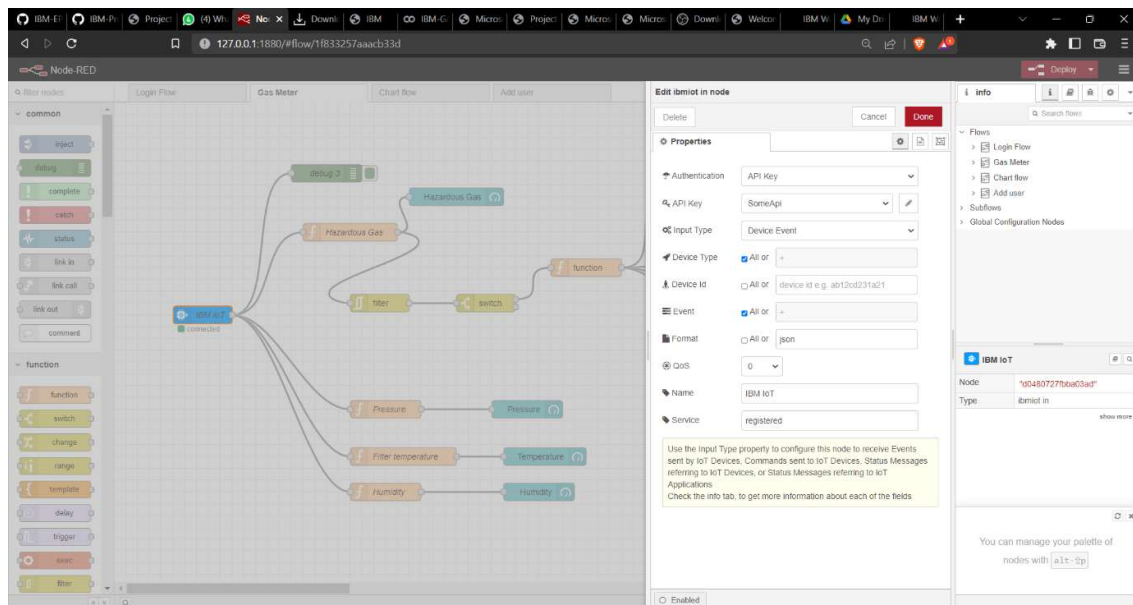 IBM-EF
IBM-Pr
Project
(4) Wh
No
Downl
IBM
IBM-G
Micros
Project
Micros
Micros
Downl
Welcor
IBM W
My Dr
IBM W
127.0.0.1:1880/#flow/1f833257aaacb33d
Node-RED
Deploy
filter nodes
Login Flow
Gas Meter
Chart flow
Add user
common
inject
debug
complete
catch
status
link in
link call
link out
comment
function
function
switch
change
range
template
delay
trigger
exec
filter
debug 3
Hazardous Gas
Hazardous Gas
function
filter
switch
IBM IoT
connected
Pressure
Pressure
Filter temperature
Temperature
Humidity
Humidity
Edit ibmiot in node
Delete
Cancel
Done
Properties
Authentication
API Key
API Key
SomeApi
Input Type
Device Event
Device Type
All or
+
Device Id
All or
device id e.g. ab12cd231a21
Event
All or
+
Format
All or
json
QoS
0
Name
IBM IoT
Service
registered
Use the Input Type property to configure this node to receive Events
sent by IoT Devices, Commands sent to IoT Devices, Status Messages
referring to IoT Devices, or Status Messages referring to IoT
Applications
Check the info tab, to get more information about each of the fields
Enabled
i info
i
Search flows
Flows
Login Flow
Gas Meter
Chart flow
Add user
Subflows
Global Configuration Nodes
IBM IoT
Node
"d0480727fbba03ad"
Type
ibmiot in
show more
You can manage your palette of
nodes with alt-⇧p